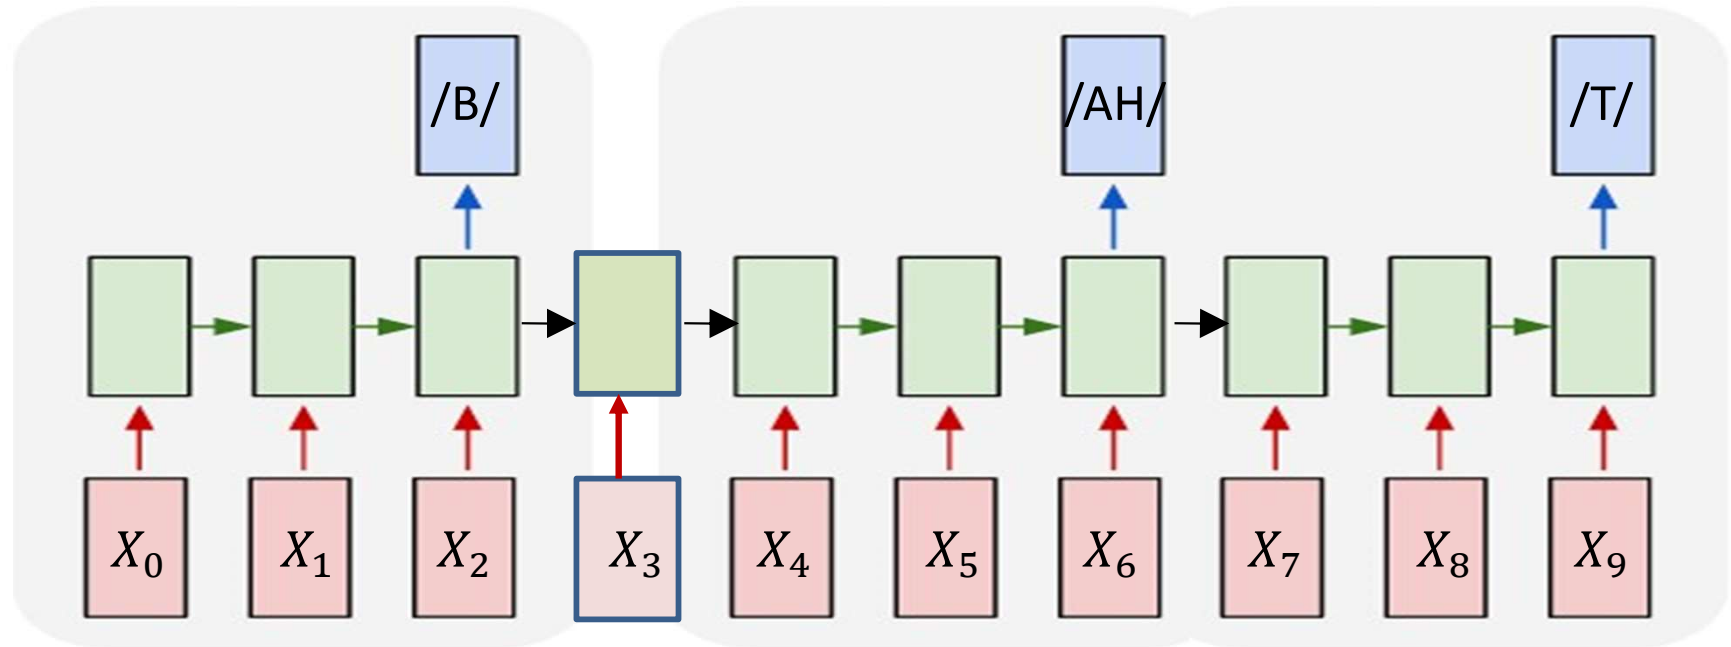 /B/ /AH/ /T/
X₀ X₁ X₂ X₃ X₄ X₅ X₆ X₇ X₈ X₉